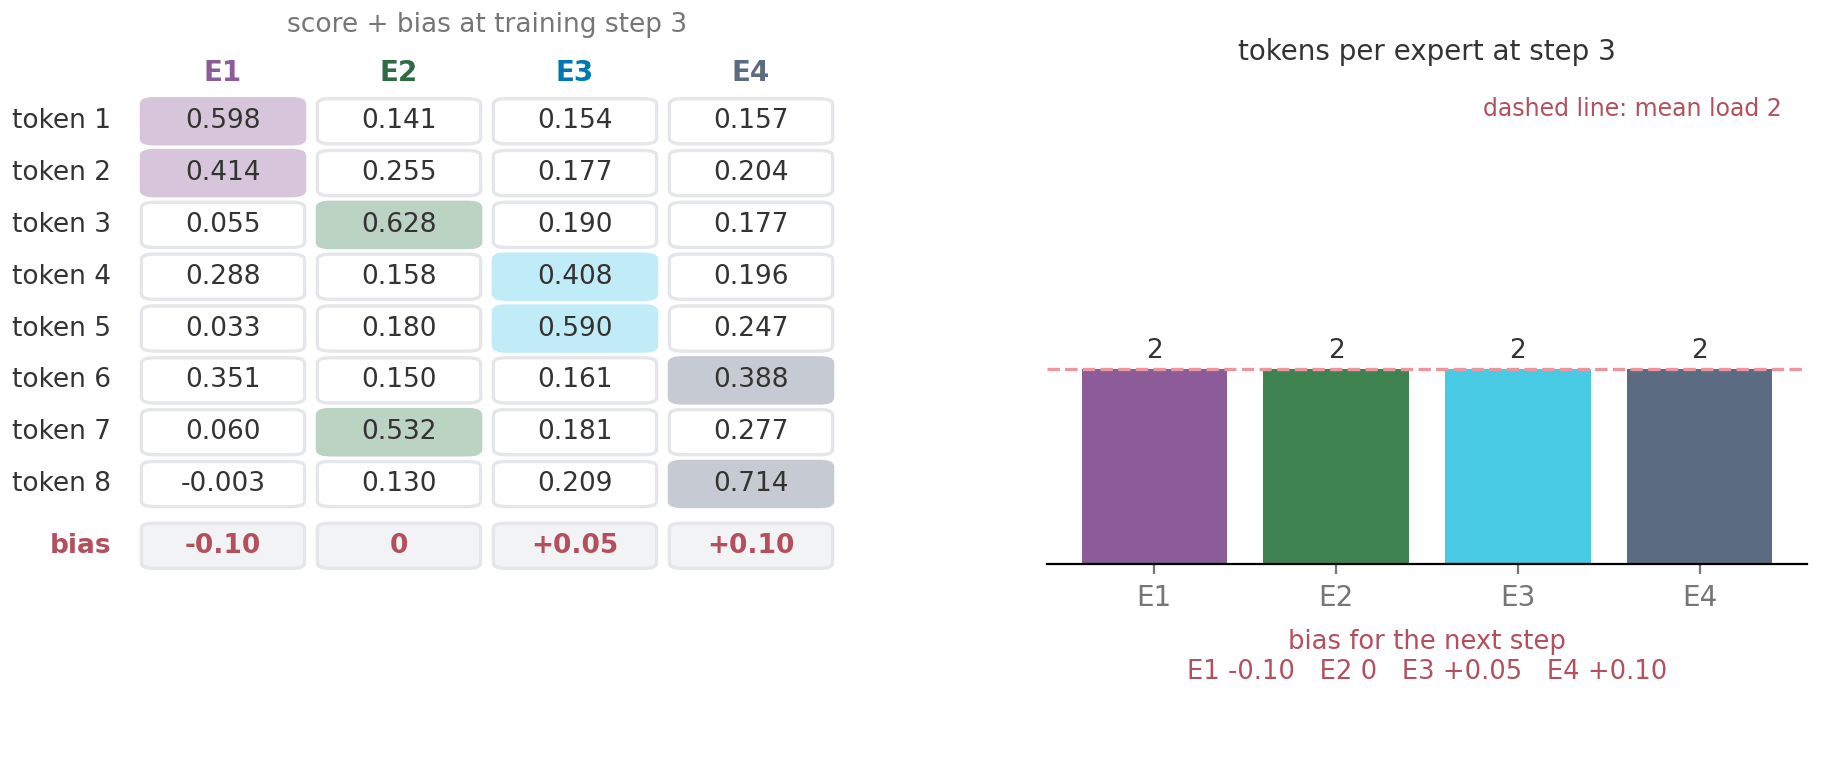 score + bias at training step 3
E1 E2 E3 E4
token 1 0.598 0.141 0.154 0.157
token 2 0.414 0.255 0.177 0.204
token 3 0.055 0.628 0.190 0.177
token 4 0.288 0.158 0.408 0.196
token 5 0.033 0.180 0.590 0.247
token 6 0.351 0.150 0.161 0.388
token 7 0.060 0.532 0.181 0.277
token 8 -0.003 0.130 0.209 0.714
bias -0.10 0 +0.05 +0.10
tokens per expert at step 3
dashed line: mean load 2
2 2 2 2
E1 E2 E3 E4
bias for the next step
E1 -0.10 E2 0 E3 +0.05 E4 +0.10